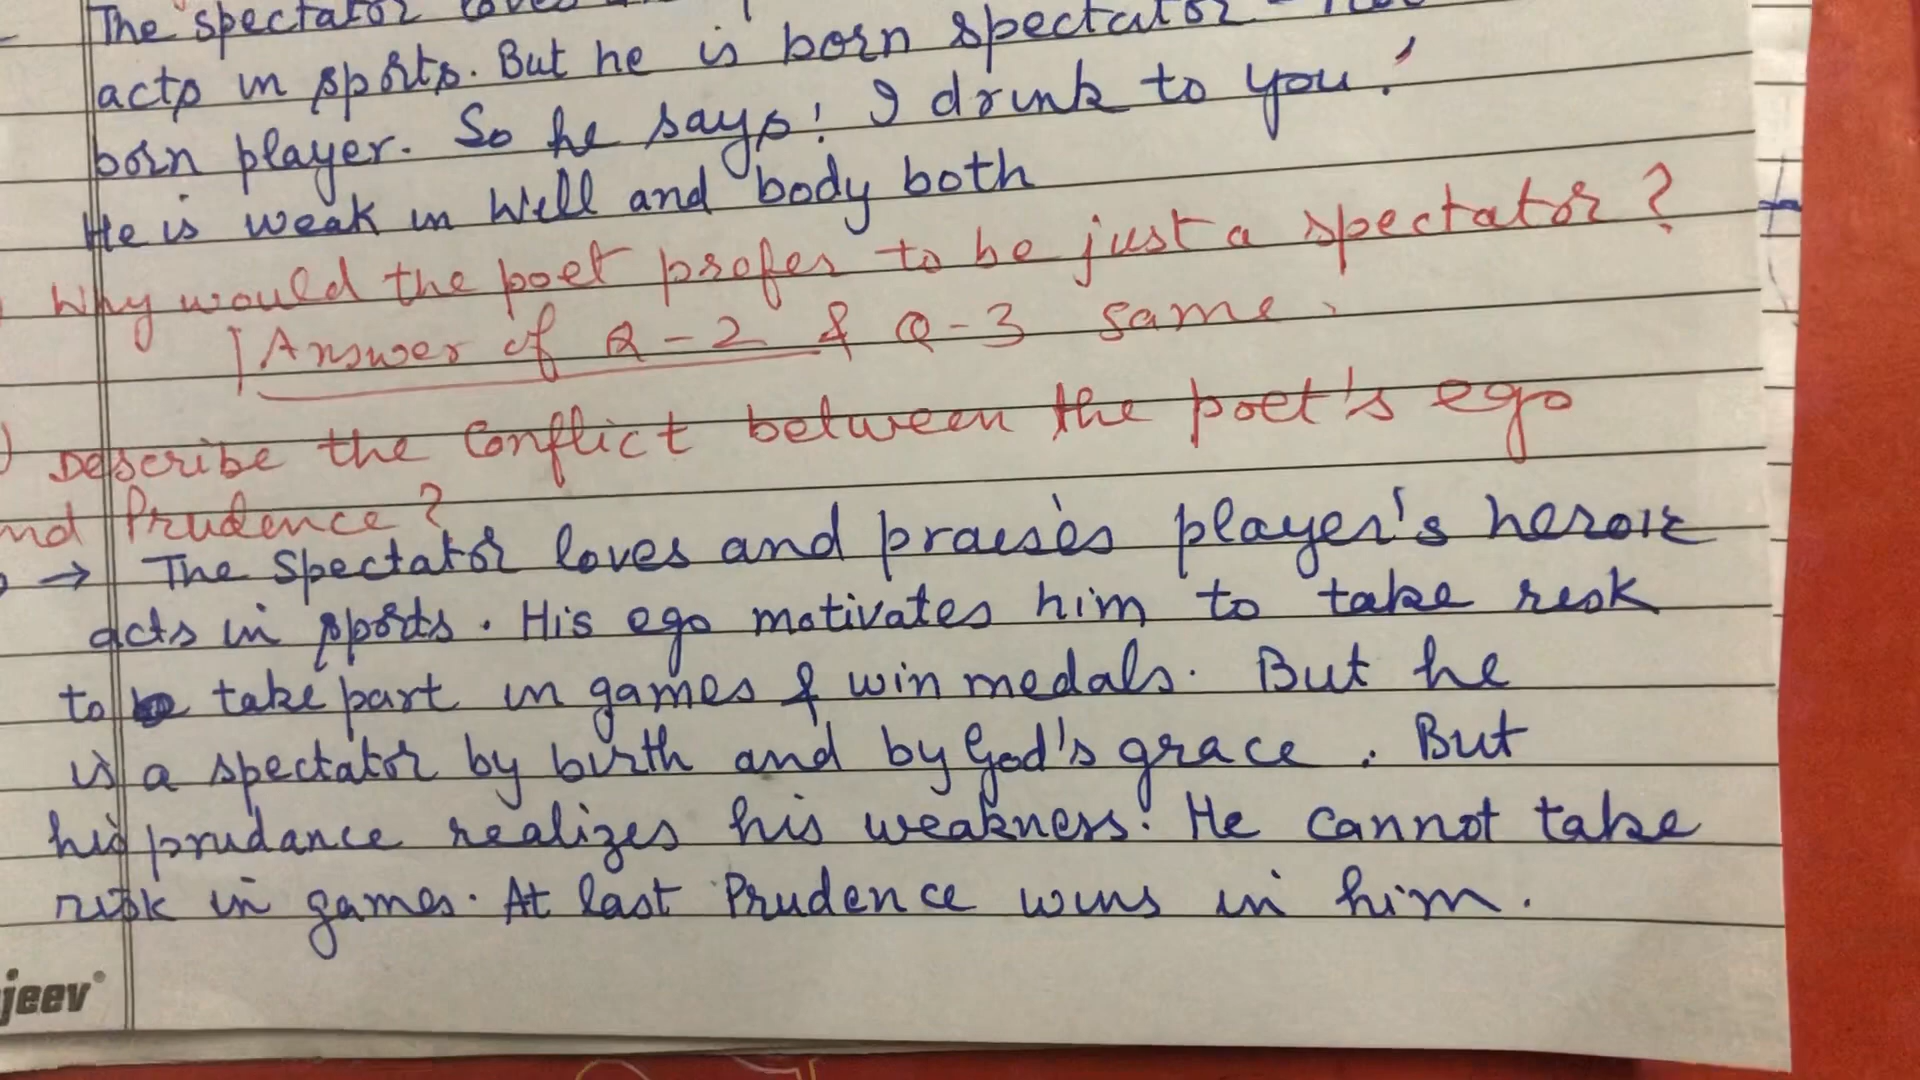 The spectator loves
acts in sports. But he is born spectator - not
born player. So he says! I drink to you!
He is weak in Will and body both
Why would the poet prefer to be just a spectator?
Answer of Q-2 & Q-3 same.
Describe the Conflict between the poet's ego
nd Prudence?
→ The Spectator loves and praises player's heroic
acts in sports. His ego motivates him to take risk
to take part in games & win medals. But he
is a spectator by birth and by God's grace. But
his prudance realizes his weakness. He cannot take
risk in games. At last Prudence wins in him.
jeev